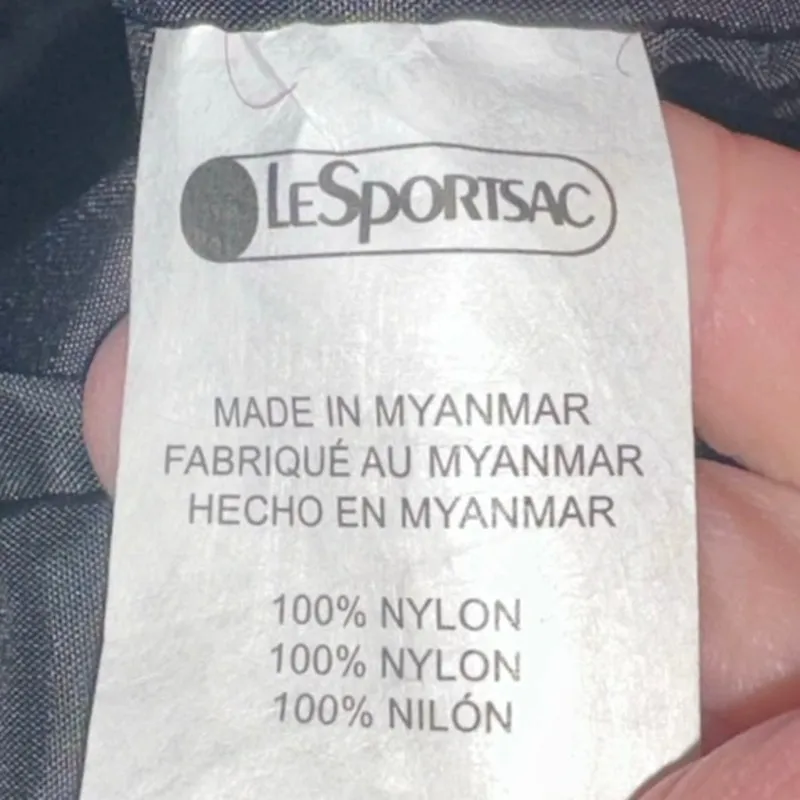 LESPORTSAC
MADE IN MYANMAR
FABRIQUÉ AU MYANMAR
HECHO EN MYANMAR
100% NYLON
100% NYLON
100% NILÓN